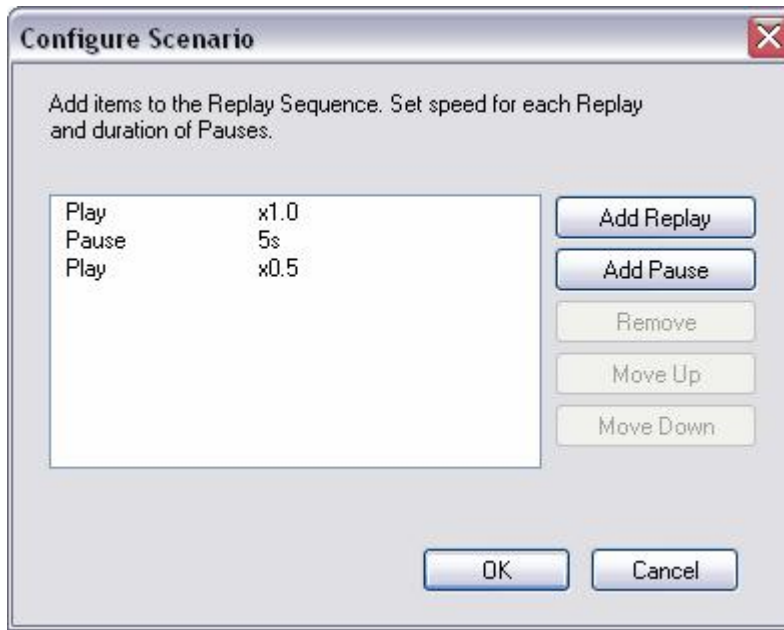 Configure Scenario
Add items to the Replay Sequence. Set speed for each Replay
and duration of Pauses.
Play x1.0
Pause 5s
Play x0.5
Add Replay
Add Pause
Remove
Move Up
Move Down
OK
Cancel